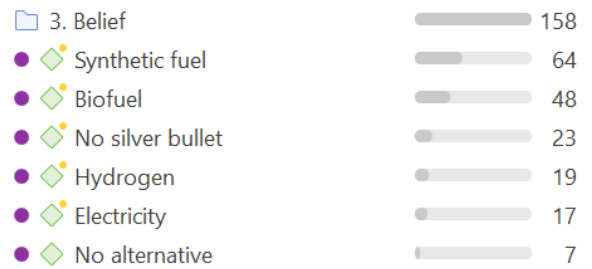 3. Belief 158
Synthetic fuel 64
Biofuel 48
No silver bullet 23
Hydrogen 19
Electricity 17
No alternative 7